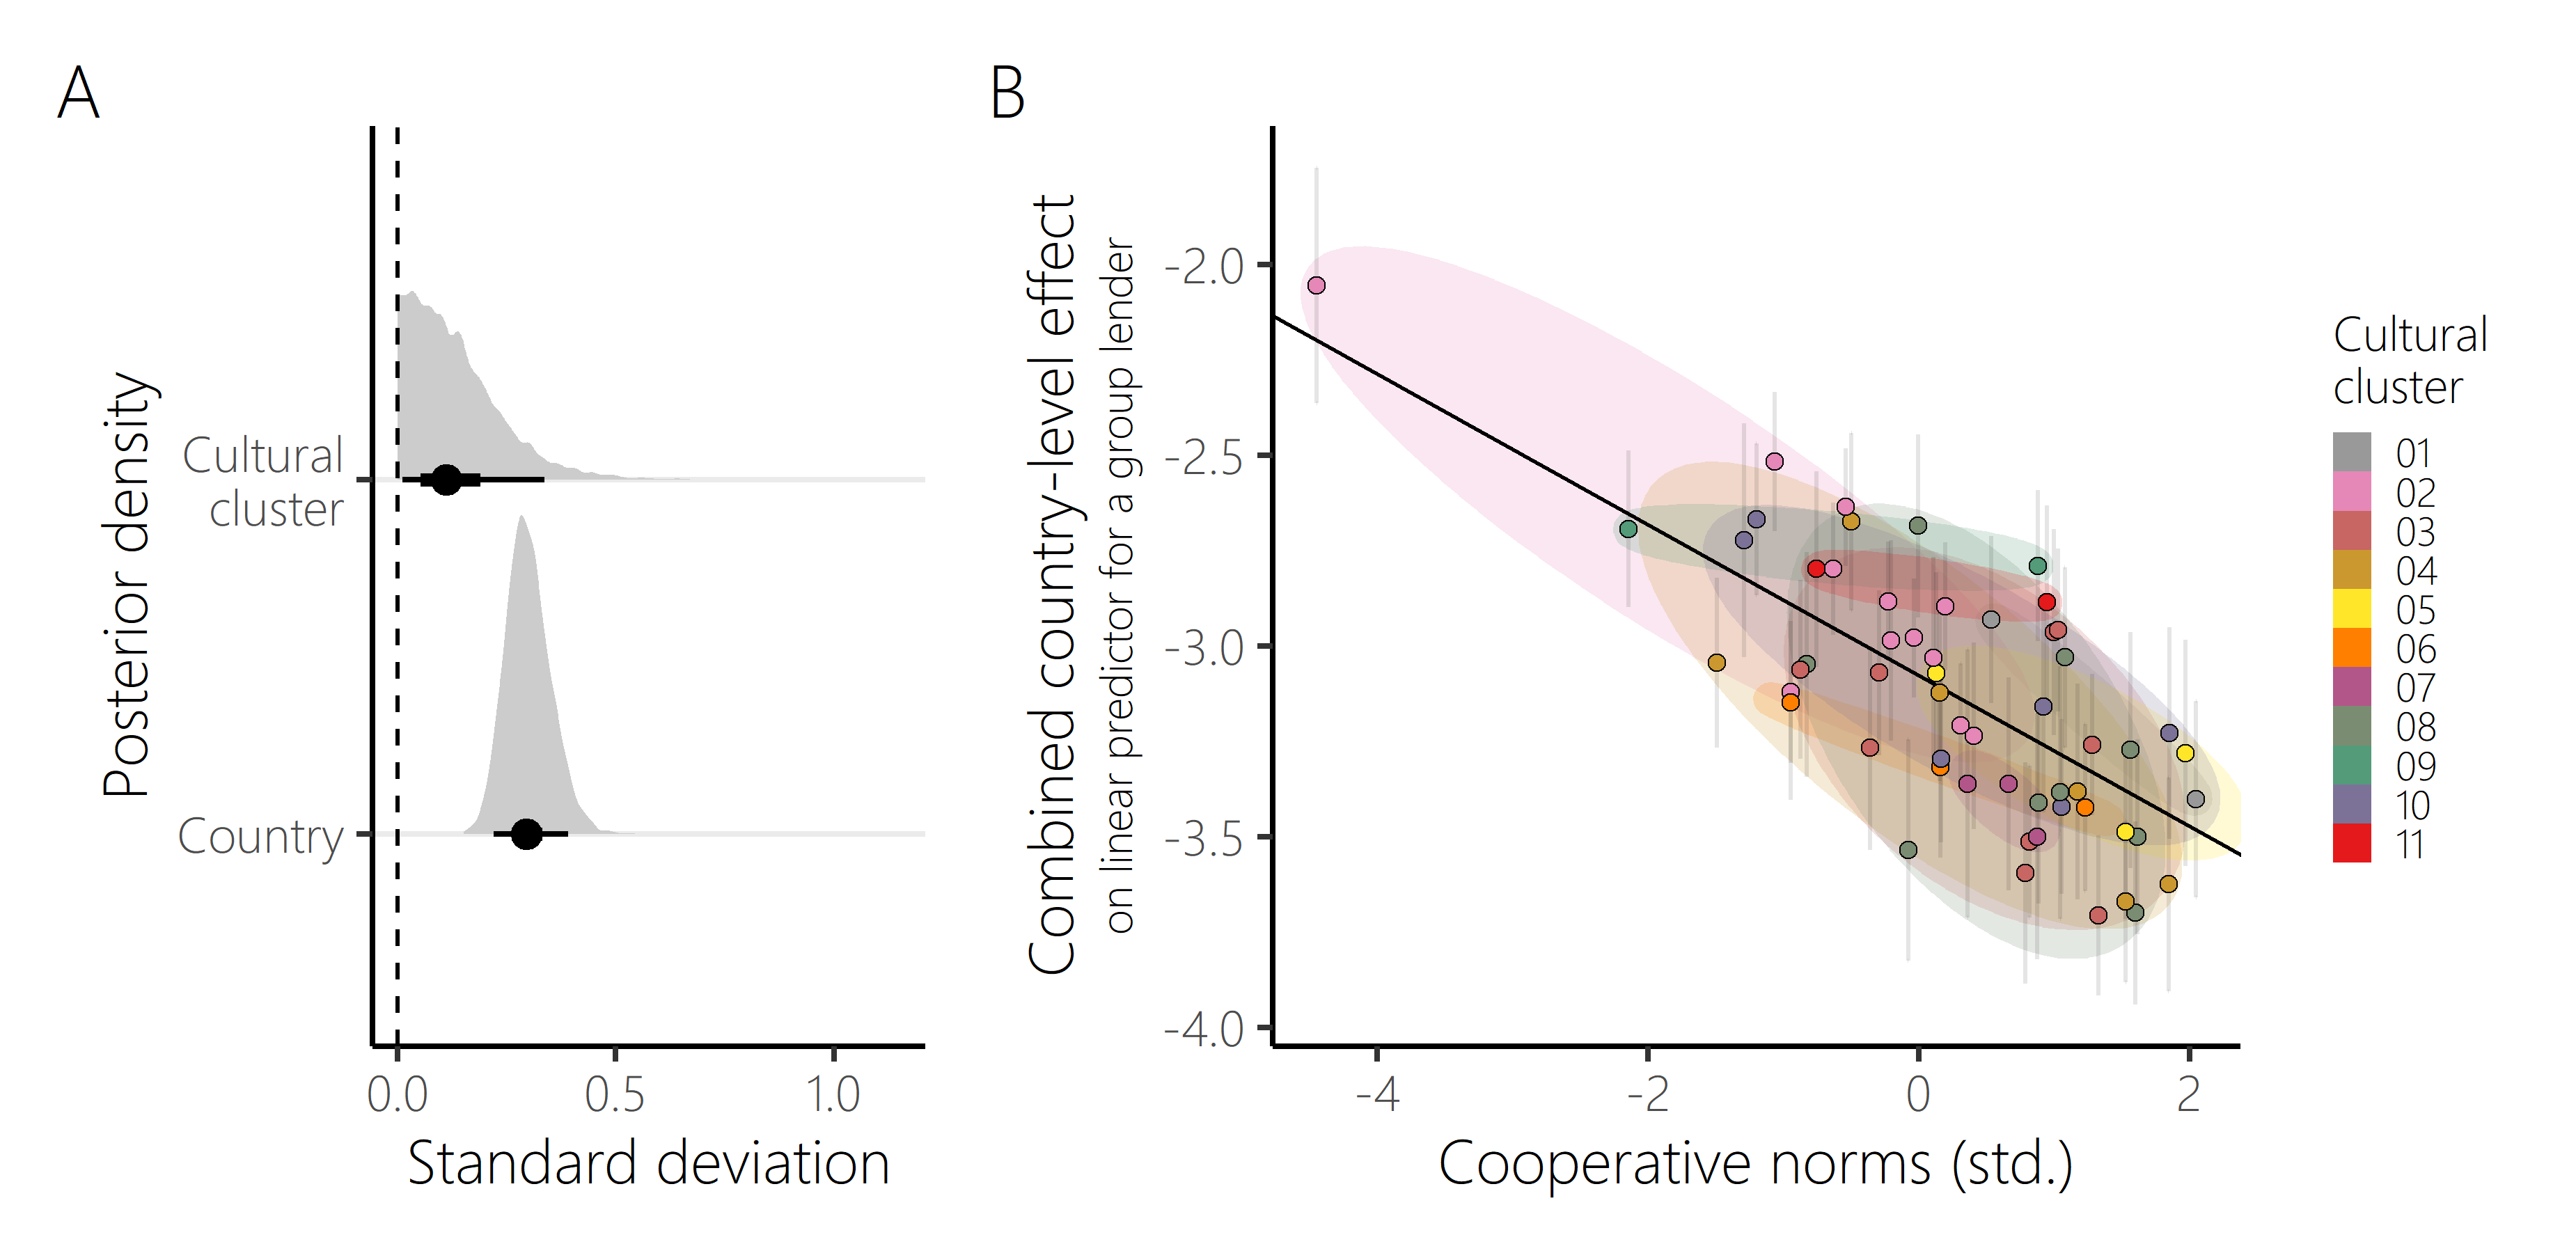 A
Posterior density
Cultural
cluster
Country
0.0
0.5
1.0
Standard deviation
B
Combined country-level effect
on linear predictor for a group lender
-2.0
-2.5
-3.0
-3.5
-4.0
-4
-2
0
2
Cooperative norms (std.)
Cultural
cluster
01
02
03
04
05
06
07
08
09
10
11